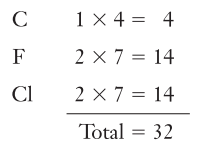 C 1 × 4 = 4
F 2 × 7 = 14
Cl 2 × 7 = 14
Total = 32